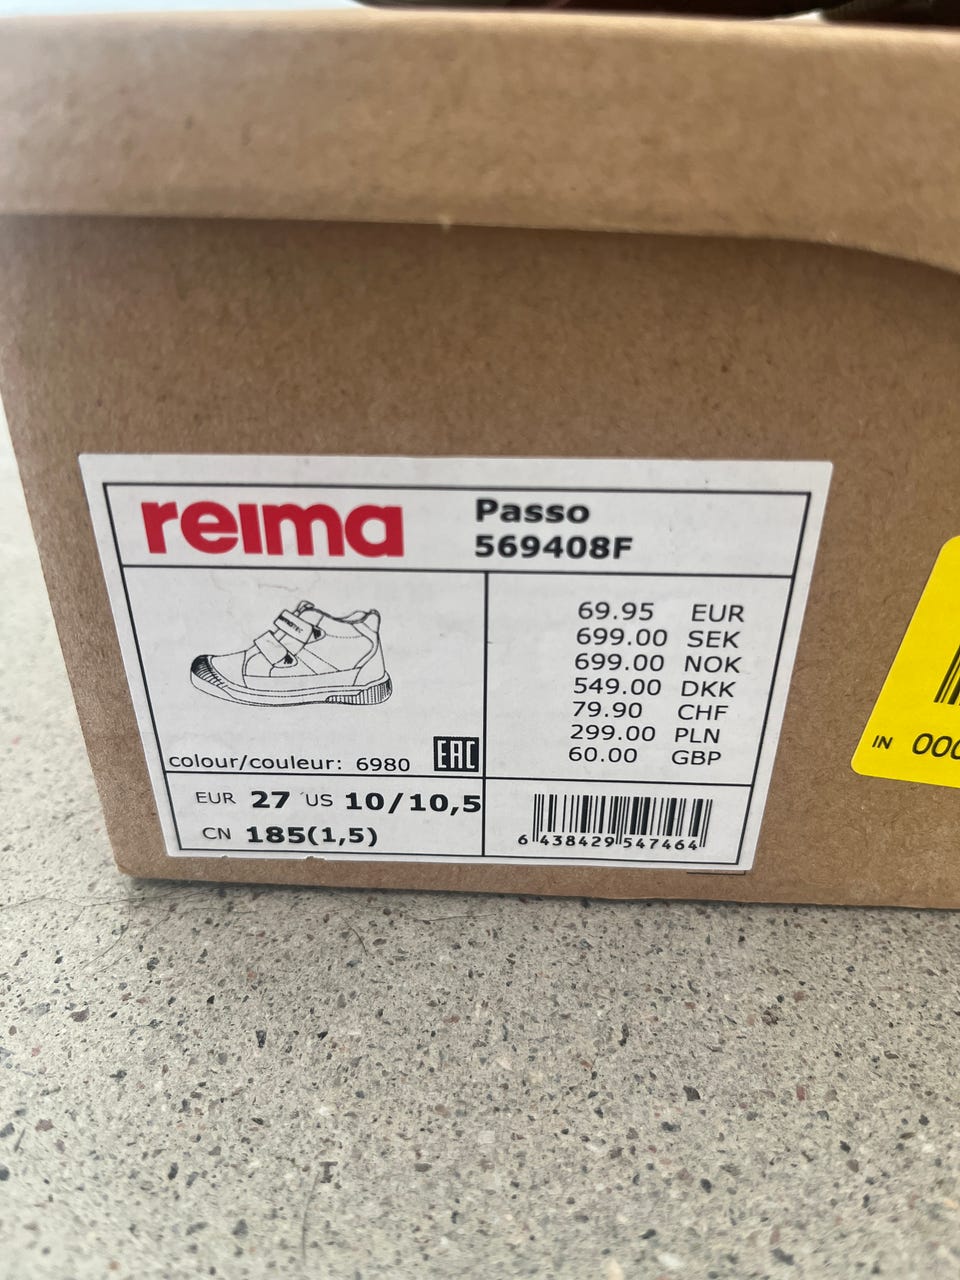 reima
Passo
569408F
69.95 EUR
699.00 SEK
699.00 NOK
549.00 DKK
79.90 CHF
299.00 PLN
60.00 GBP
colour/couleur: 6980
EAC
EUR 27 US 10/10,5
CN 185(1,5)
6 438429 547464
IN